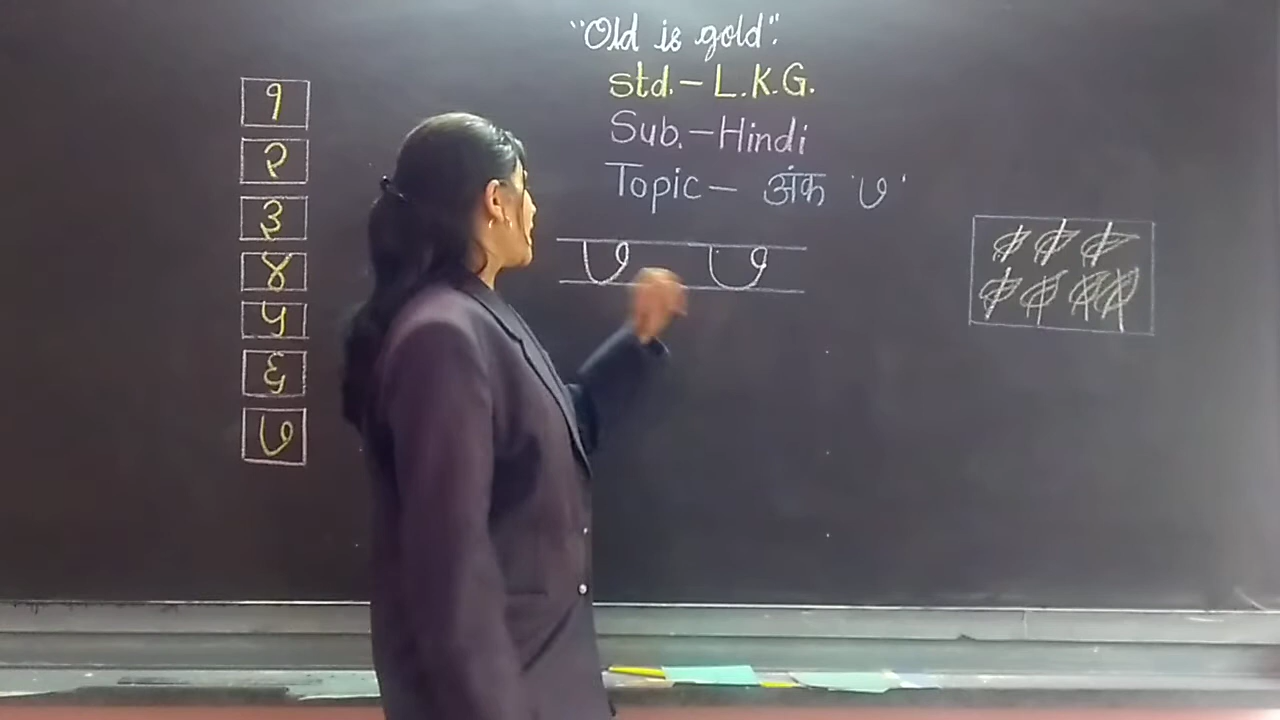 "Old is gold".
std.- L.K.G.
Sub.- Hindi
Topic - अंक '७'
१
२
३
४
५
६
७
७ ७